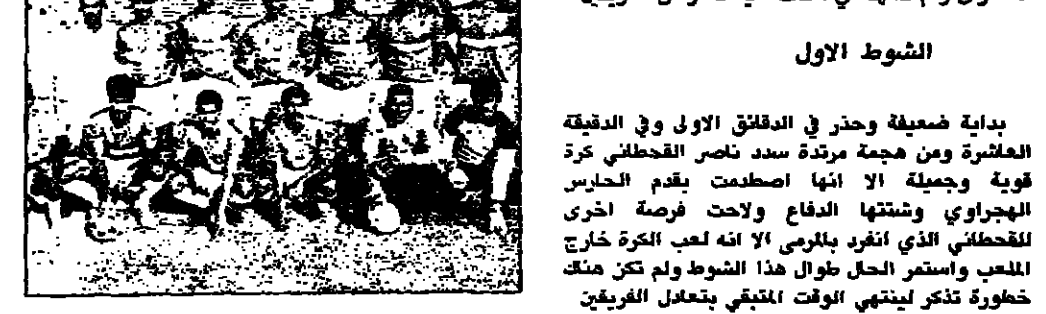 الشوط الاول
بداية ضعيفة وحذر في الدقائق الاولى وفي الدقيقة
العاشرة ومن هجمة مرتدة سدد ناصر القحطاني كرة
قوية وجميلة الا انها اصطدمت بقدم الحارس
الهجراوي وشتتها الدفاع ولاحت فرصة اخرى
للقحطاني الذي انفرد بالمرمى الا انه لعب الكرة خارج
الملعب واستمر الحال طوال هذا الشوط ولم تكن هناك
خطورة تذكر لينتهي الوقت المتبقي بتعادل الفريقين